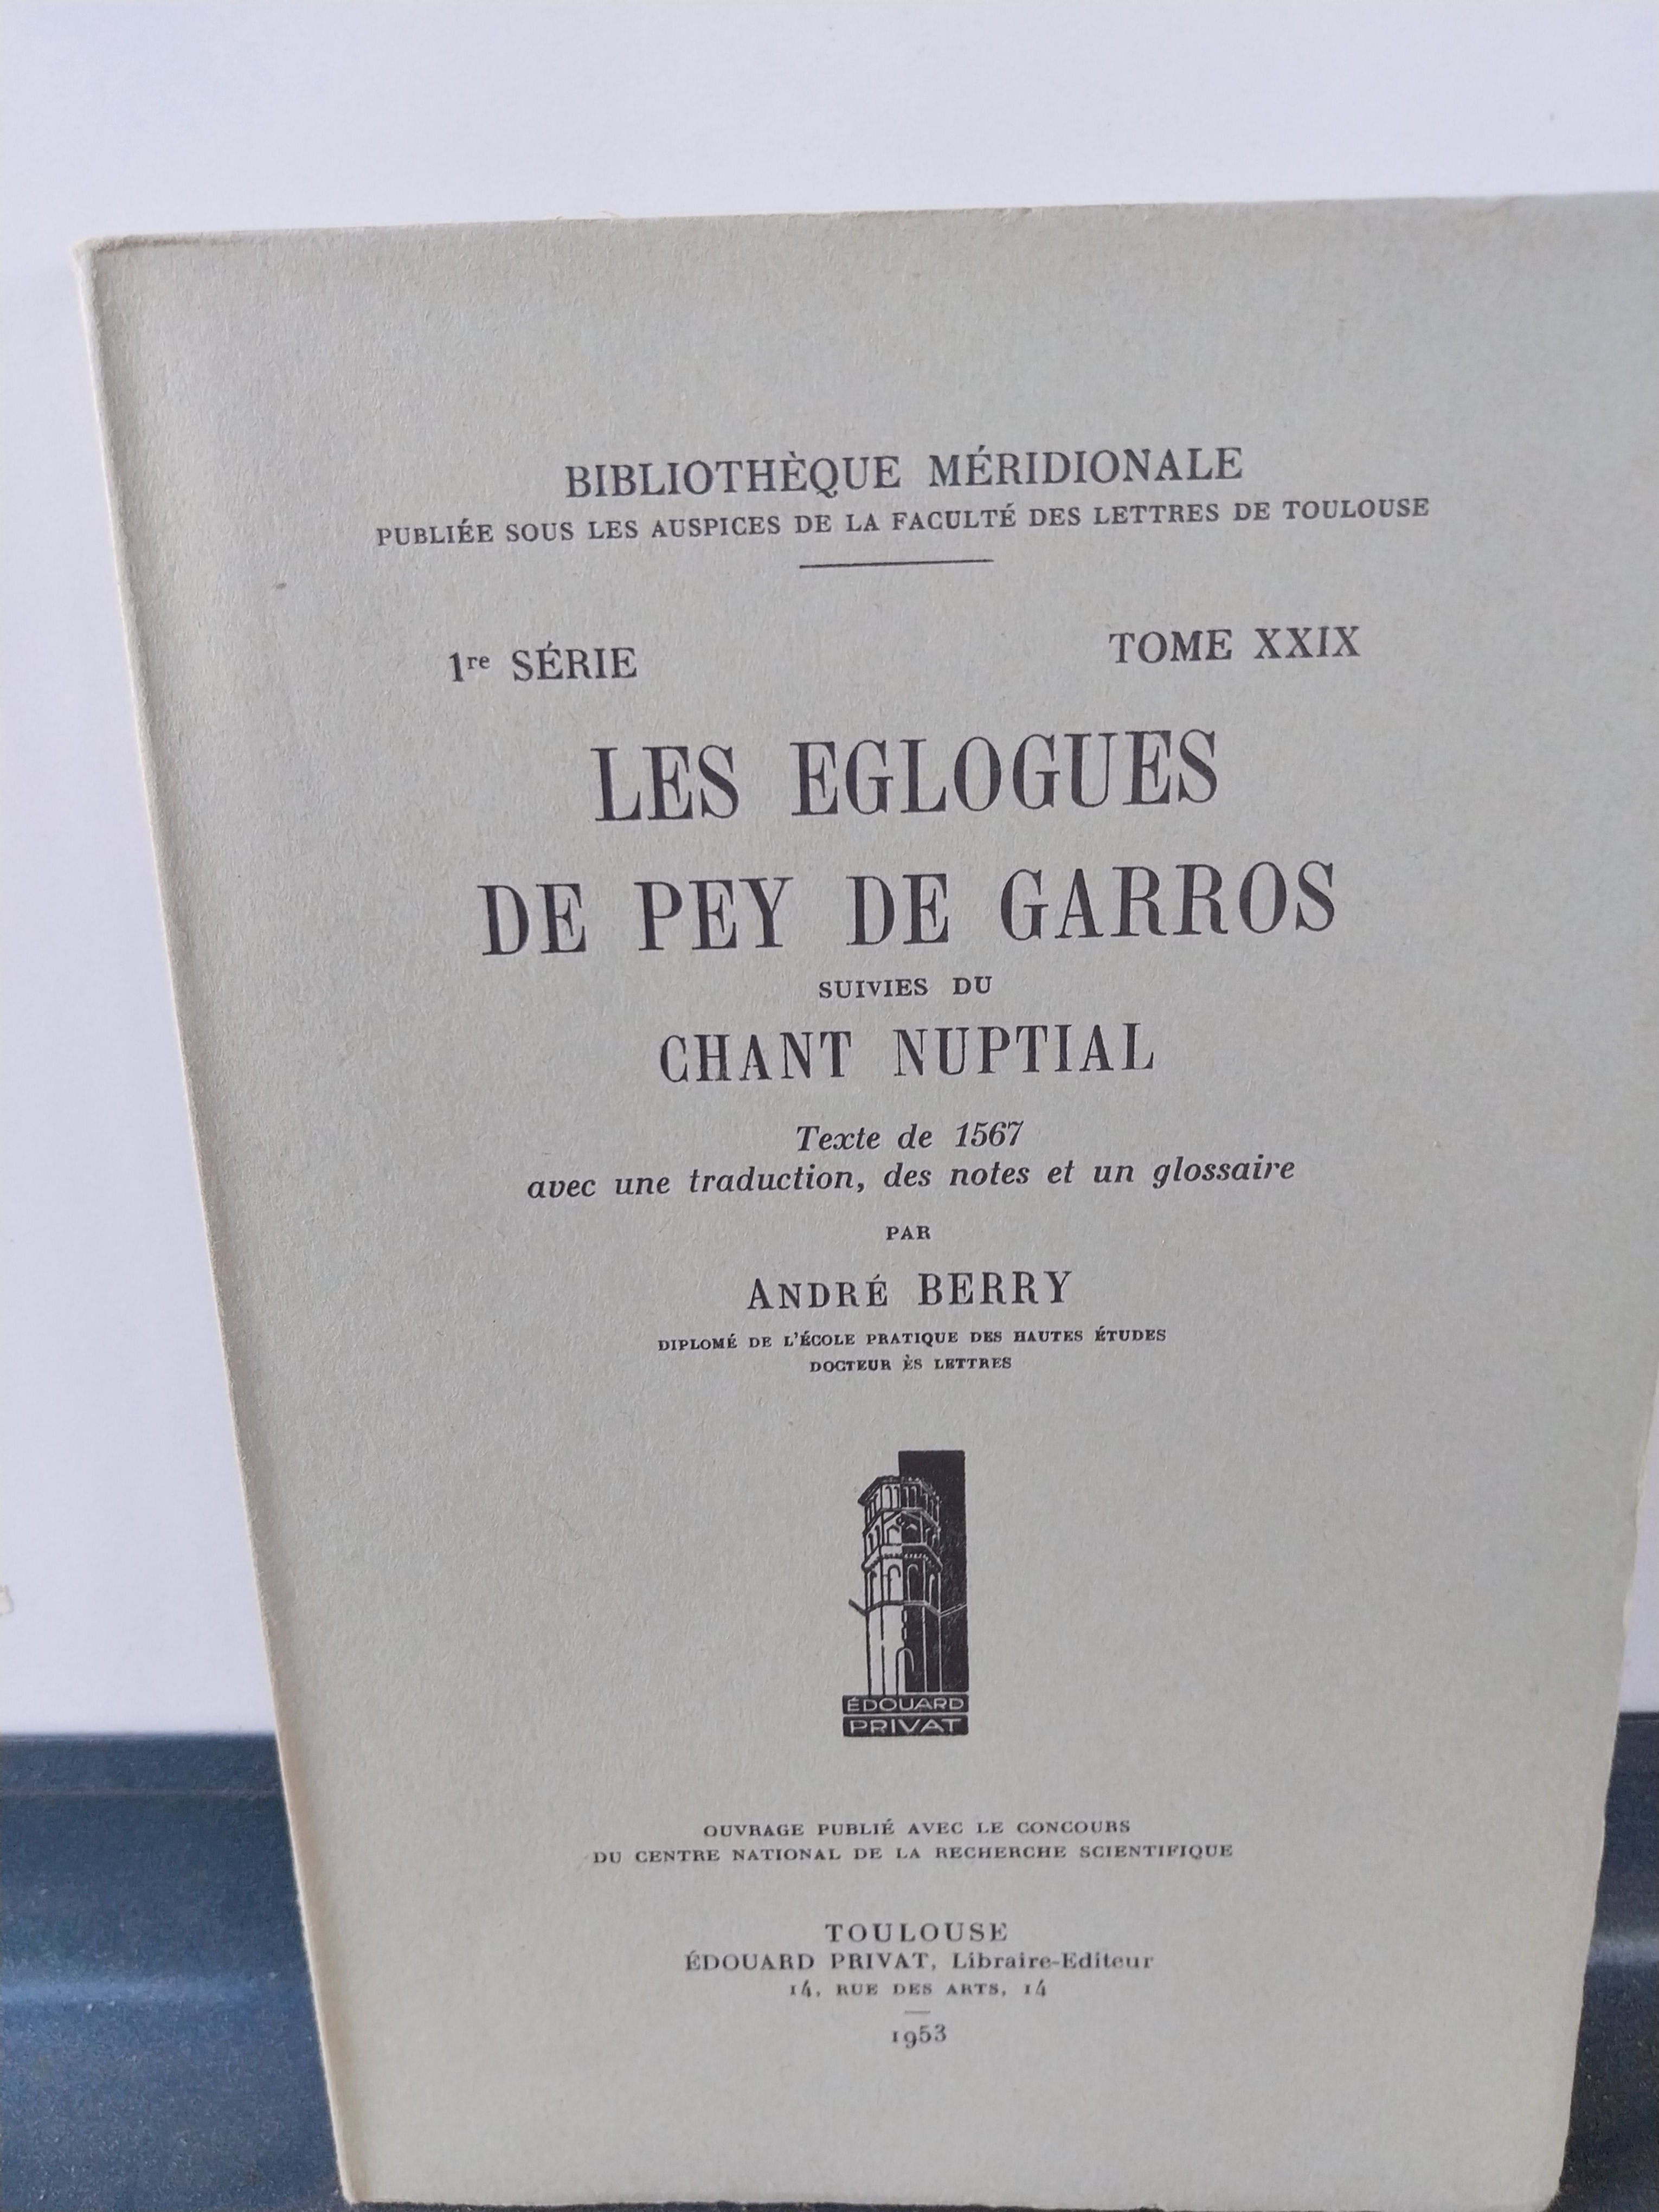 BIBLIOTHÈQUE MÉRIDIONALE
PUBLIÉE SOUS LES AUSPICES DE LA FACULTÉ DES LETTRES DE TOULOUSE
1re SÉRIE TOME XXIX
LES EGLOGUES
DE PEY DE GARROS
SUIVIES DU
CHANT NUPTIAL
Texte de 1567
avec une traduction, des notes et un glossaire
PAR
ANDRÉ BERRY
DIPLOMÉ DE L'ÉCOLE PRATIQUE DES HAUTES ÉTUDES
DOCTEUR ÈS LETTRES
ÉDOUARD
PRIVAT
OUVRAGE PUBLIÉ AVEC LE CONCOURS
DU CENTRE NATIONAL DE LA RECHERCHE SCIENTIFIQUE
TOULOUSE
ÉDOUARD PRIVAT, Libraire-Editeur
14, RUE DES ARTS, 14
1953